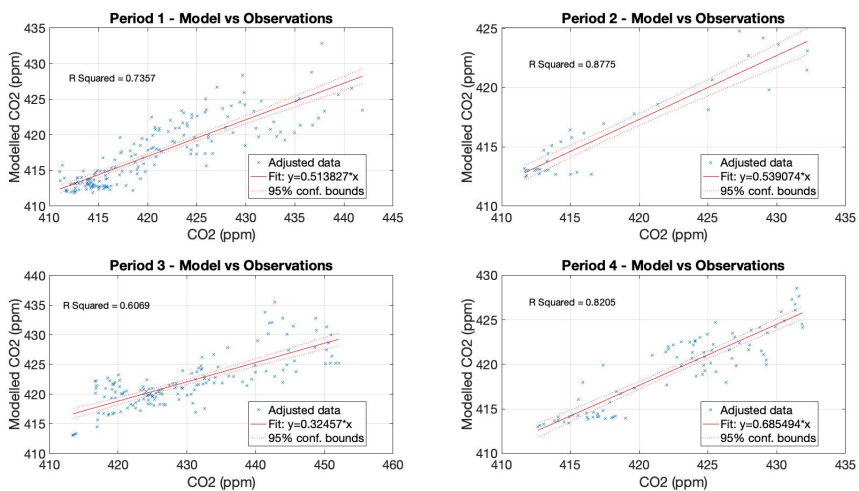 Period 1 - Model vs Observations
435
430
425
420
415
410
Modelled CO2 (ppm)
R Squared = 0.7357
Adjusted data
Fit: y=0.513827*x
95% conf. bounds
410 415 420 425 430 435 440 445
CO2 (ppm)
Period 2 - Model vs Observations
425
420
415
410
Modelled CO2 (ppm)
R Squared = 0.8775
Adjusted data
Fit: y=0.539074*x
95% conf. bounds
410 415 420 425 430 435
CO2 (ppm)
Period 3 - Model vs Observations
440
435
430
425
420
415
410
Modelled CO2 (ppm)
R Squared = 0.6069
Adjusted data
Fit: y=0.32457*x
95% conf. bounds
410 420 430 440 450 460
CO2 (ppm)
Period 4 - Model vs Observations
430
425
420
415
410
Modelled CO2 (ppm)
R Squared = 0.8205
Adjusted data
Fit: y=0.685494*x
95% conf. bounds
410 415 420 425 430 435
CO2 (ppm)